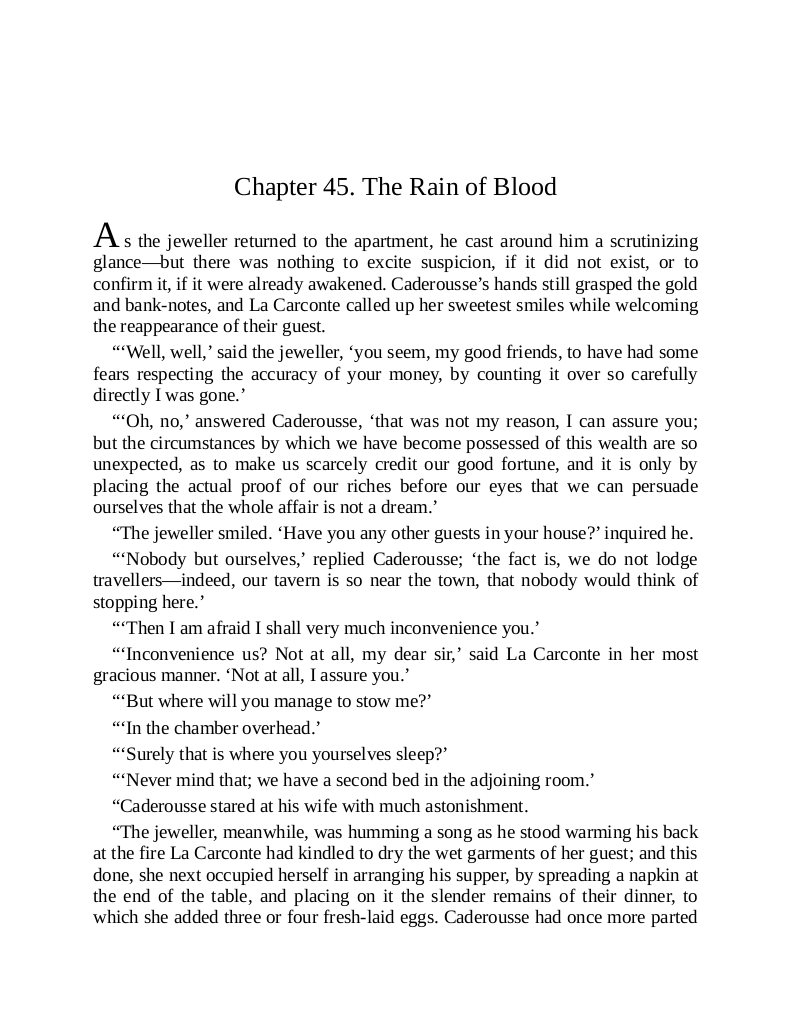 Chapter 45. The Rain of Blood
As the jeweller returned to the apartment, he cast around him a scrutinizing
glance—but there was nothing to excite suspicion, if it did not exist, or to
confirm it, if it were already awakened. Caderousse’s hands still grasped the gold
and bank-notes, and La Carconte called up her sweetest smiles while welcoming
the reappearance of their guest.
“‘Well, well,’ said the jeweller, ‘you seem, my good friends, to have had some
fears respecting the accuracy of your money, by counting it over so carefully
directly I was gone.’
“‘Oh, no,’ answered Caderousse, ‘that was not my reason, I can assure you;
but the circumstances by which we have become possessed of this wealth are so
unexpected, as to make us scarcely credit our good fortune, and it is only by
placing the actual proof of our riches before our eyes that we can persuade
ourselves that the whole affair is not a dream.’
“The jeweller smiled. ‘Have you any other guests in your house?’ inquired he.
“‘Nobody but ourselves,’ replied Caderousse; ‘the fact is, we do not lodge
travellers—indeed, our tavern is so near the town, that nobody would think of
stopping here.’
“‘Then I am afraid I shall very much inconvenience you.’
“‘Inconvenience us? Not at all, my dear sir,’ said La Carconte in her most
gracious manner. ‘Not at all, I assure you.’
“‘But where will you manage to stow me?’
“‘In the chamber overhead.’
“‘Surely that is where you yourselves sleep?’
“‘Never mind that; we have a second bed in the adjoining room.’
“Caderousse stared at his wife with much astonishment.
“The jeweller, meanwhile, was humming a song as he stood warming his back
at the fire La Carconte had kindled to dry the wet garments of her guest; and this
done, she next occupied herself in arranging his supper, by spreading a napkin at
the end of the table, and placing on it the slender remains of their dinner, to
which she added three or four fresh-laid eggs. Caderousse had once more parted